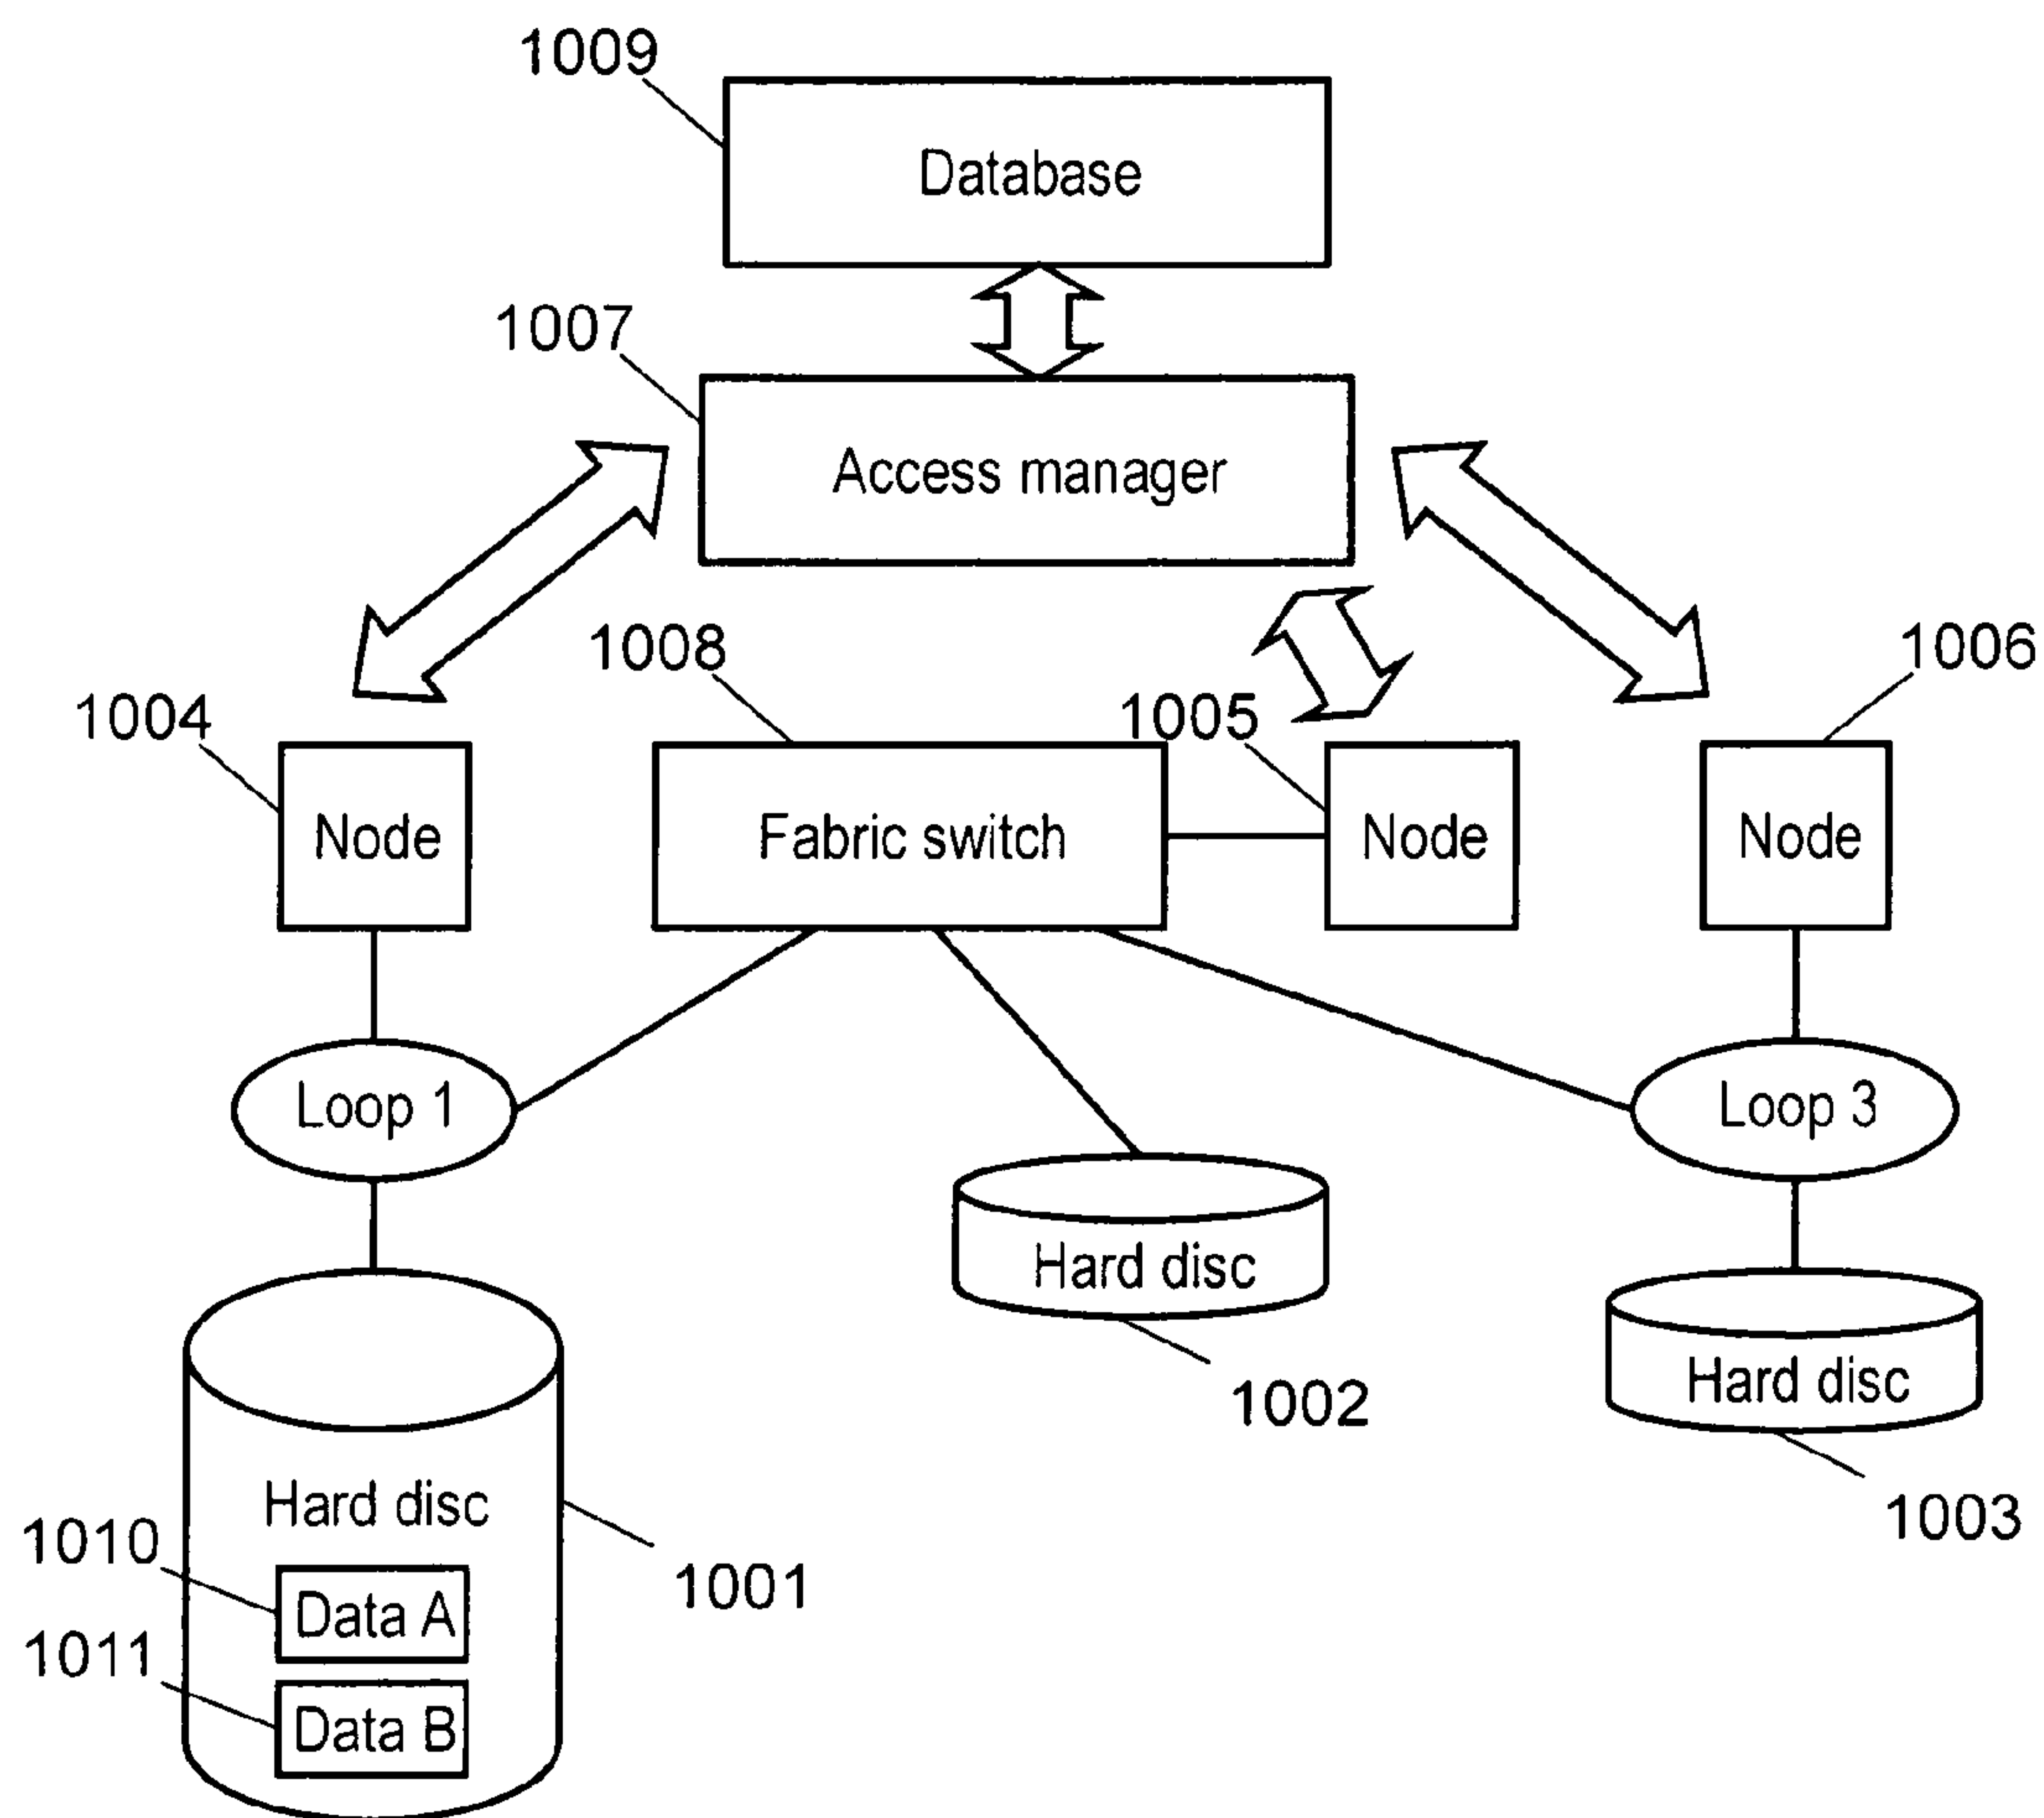 1009
Database
1007
Access manager
1008
1006
1004
1005
Node
Fabric switch
Node
Node
Loop 1
Loop 3
Hard disc
Hard disc
1002
Hard disc
1003
1010
1001
Data A
1011
Data B